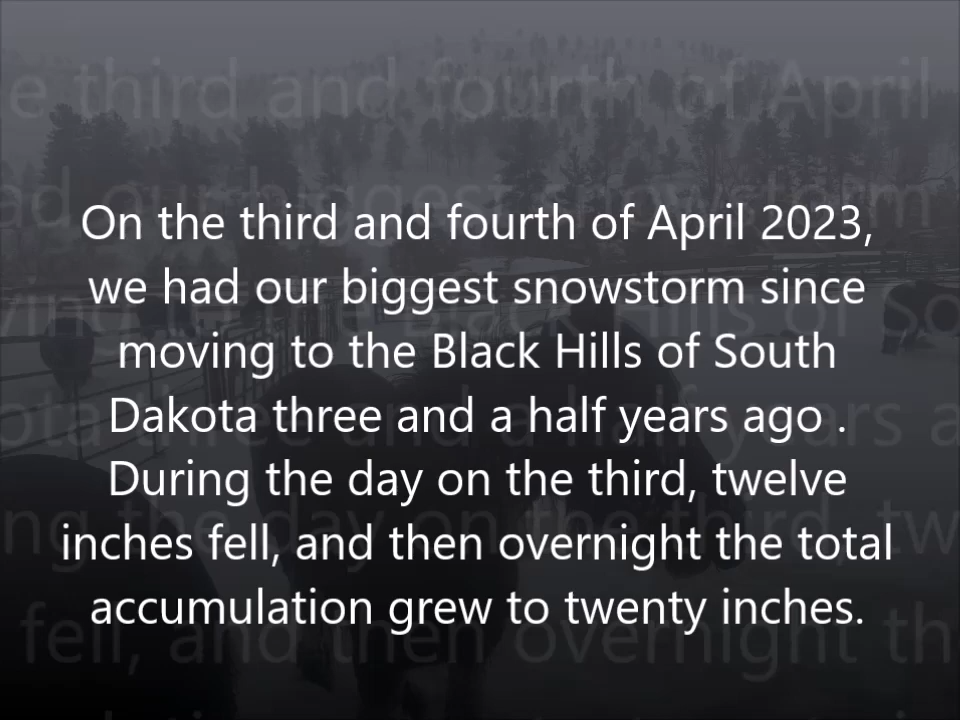 On the third and fourth of April 2023,
we had our biggest snowstorm since
moving to the Black Hills of South
Dakota three and a half years ago .
During the day on the third, twelve
inches fell, and then overnight the total
accumulation grew to twenty inches.